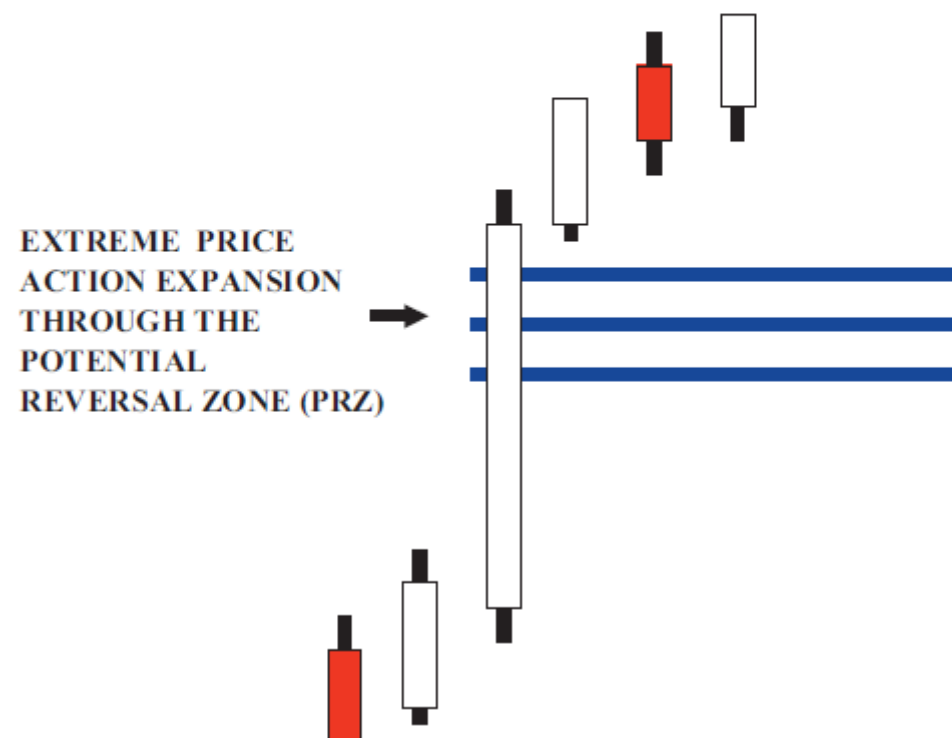 EXTREME PRICE
ACTION EXPANSION
THROUGH THE
POTENTIAL
REVERSAL ZONE (PRZ)